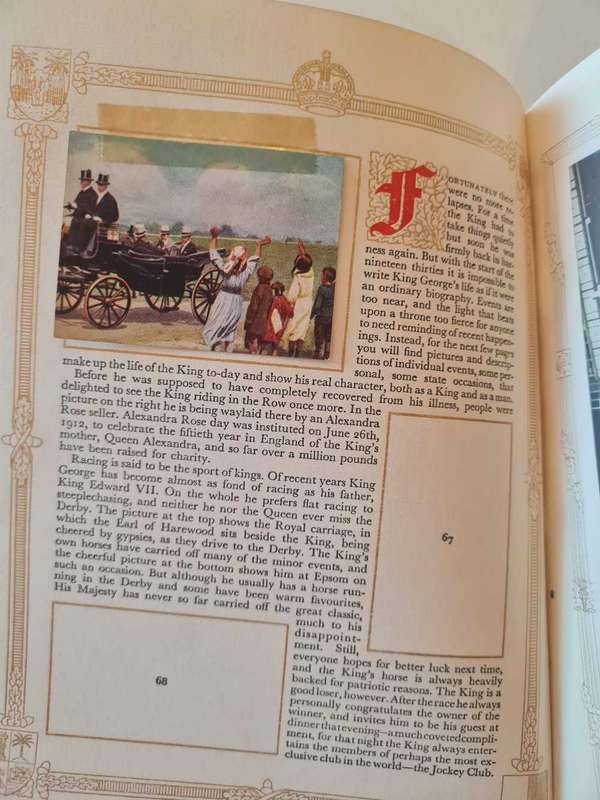 FORTUNATELY there
were no more re-
lapses. For a time
the King had to
take things quietly
but soon he was
firmly back in har-
ness again. But with the start of the
nineteen thirties it is impossible to
write King George's life as if it were
an ordinary biography. Events are
too near, and the light that beats
upon a throne too fierce for anyone
to need reminding of recent happen-
ings. Instead, for the next few pages
you will find pictures and descrip-
tions of individual events, some per-
sonal, some state occasions, that
make up the life of the King to-day and show his real character, both as a King and as a man.
Before he was supposed to have completely recovered from his illness, people were
delighted to see the King riding in the Row once more. In the
picture on the right he is being waylaid there by an Alexandra
Rose seller. Alexandra Rose day was instituted on June 26th,
1912, to celebrate the fiftieth year in England of the King's
mother, Queen Alexandra, and so far over a million pounds
have been raised for charity.
Racing is said to be the sport of kings. Of recent years King
George has become almost as fond of racing as his father,
King Edward VII. On the whole he prefers flat racing to
steeplechasing, and neither he nor the Queen ever miss the
Derby. The picture at the top shows the Royal carriage, in
which the Earl of Harewood sits beside the King, being
cheered by gypsies, as they drive to the Derby. The King's
own horses have carried off many of the minor events, and
the cheerful picture at the bottom shows him at Epsom on
such an occasion. But although he usually has a horse run-
ning in the Derby and some have been warm favourites,
His Majesty has never so far carried off the great classic,
much to his
disappoint-
ment. Still,
everyone hopes for better luck next time,
and the King's horse is always heavily
backed for patriotic reasons. The King is a
good loser, however. After the race he always
personally congratulates the owner of the
winner, and invites him to be his guest at
dinner that evening—a much coveted compli-
ment, for that night the King always enter-
tains the members of perhaps the most ex-
clusive club in the world—the Jockey Club.
67
68